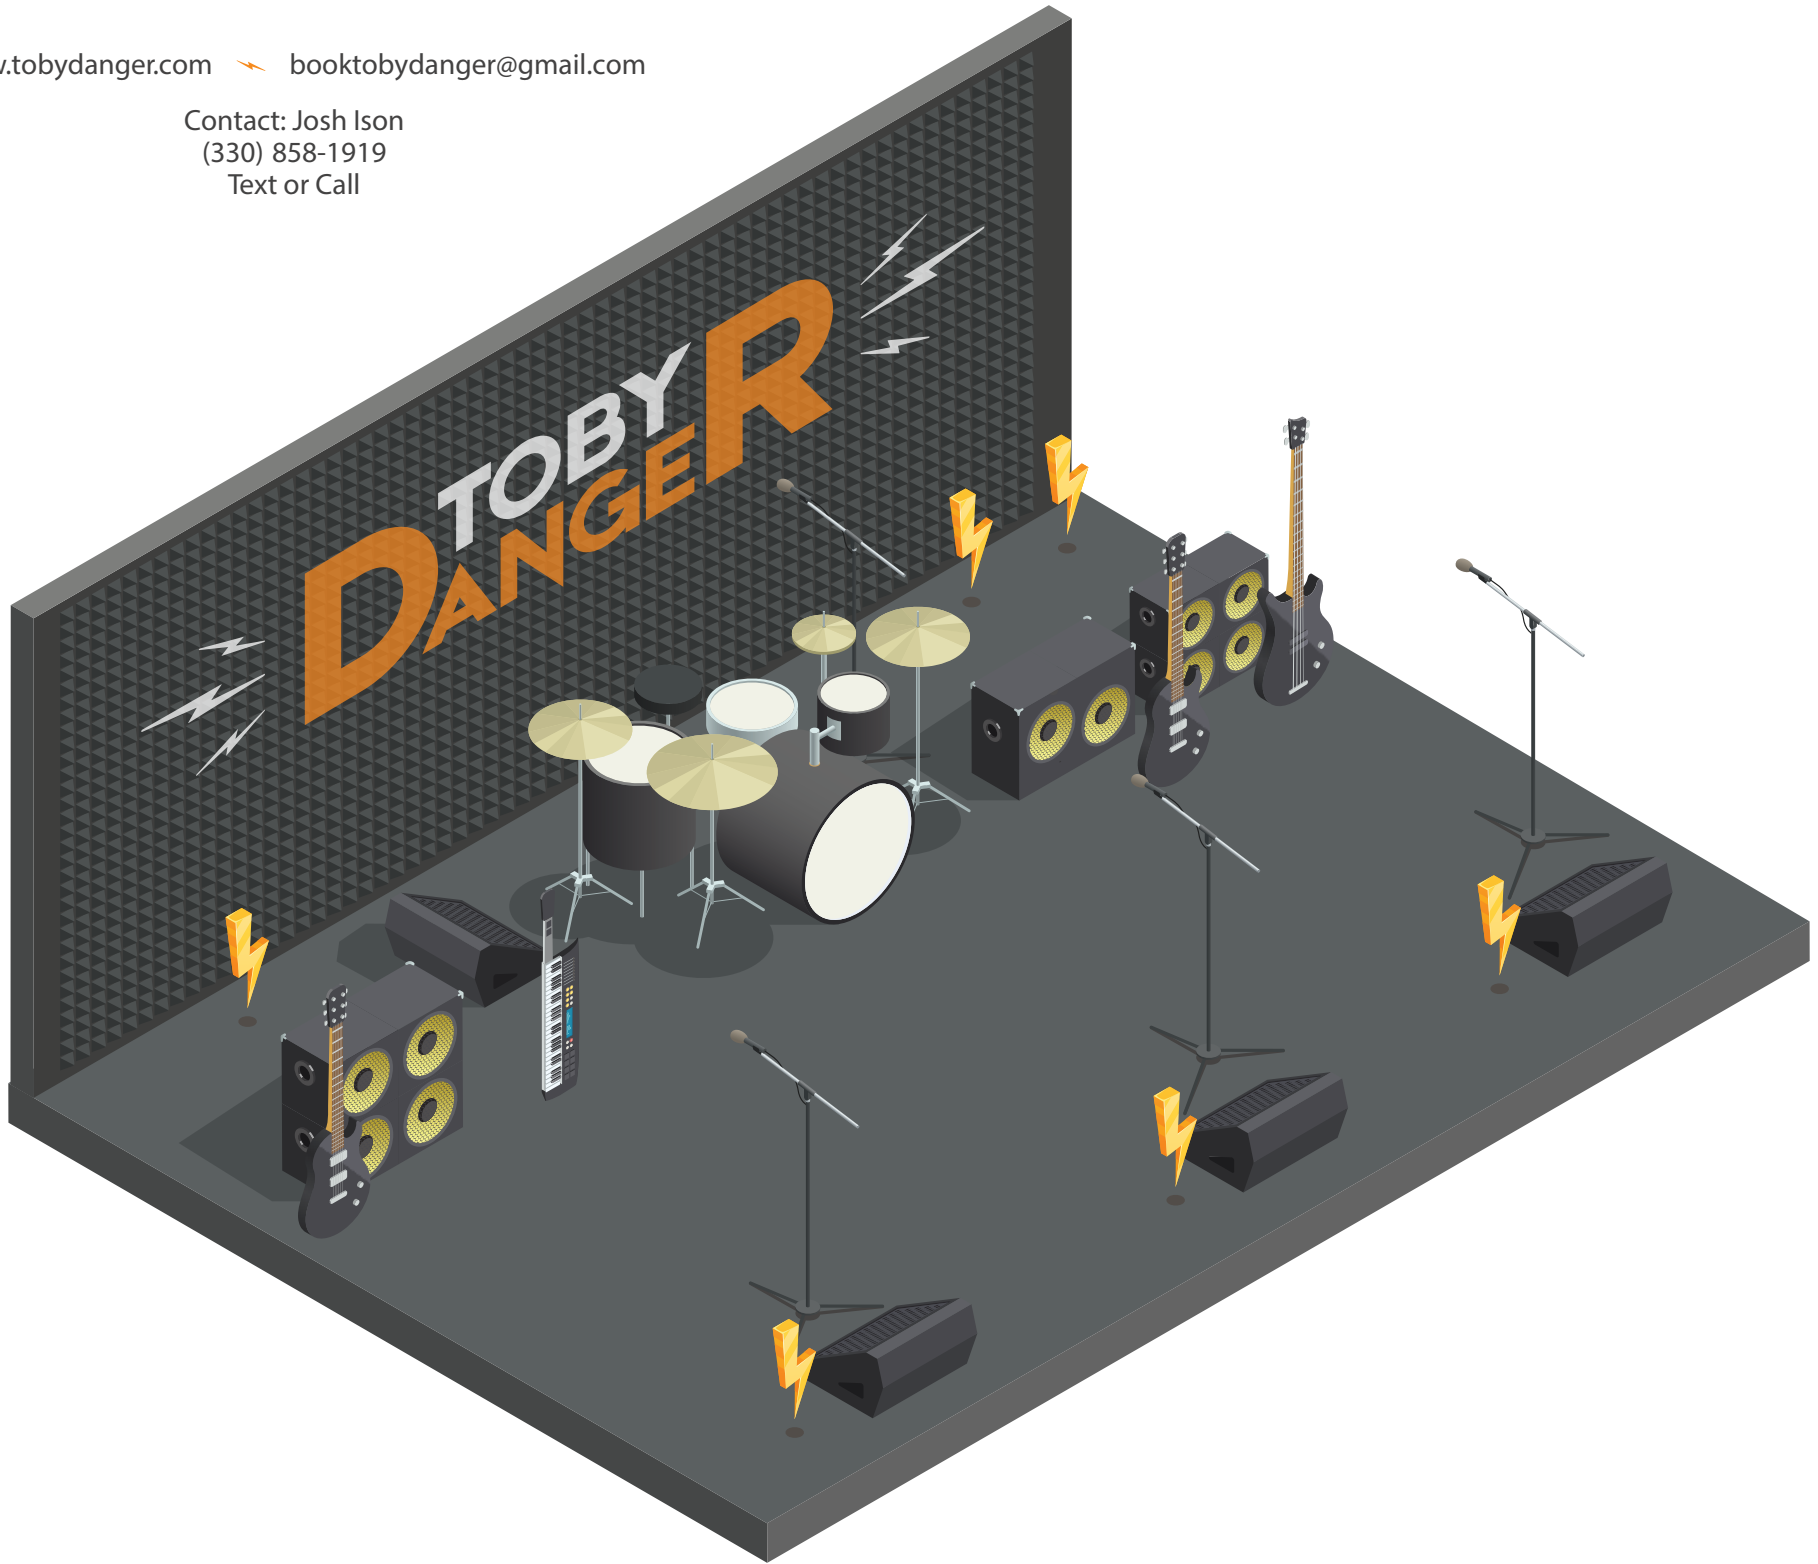 w.tobydanger.com booktobydanger@gmail.com
Contact: Josh Ison
(330) 858-1919
Text or Call
TOBY
DANGER